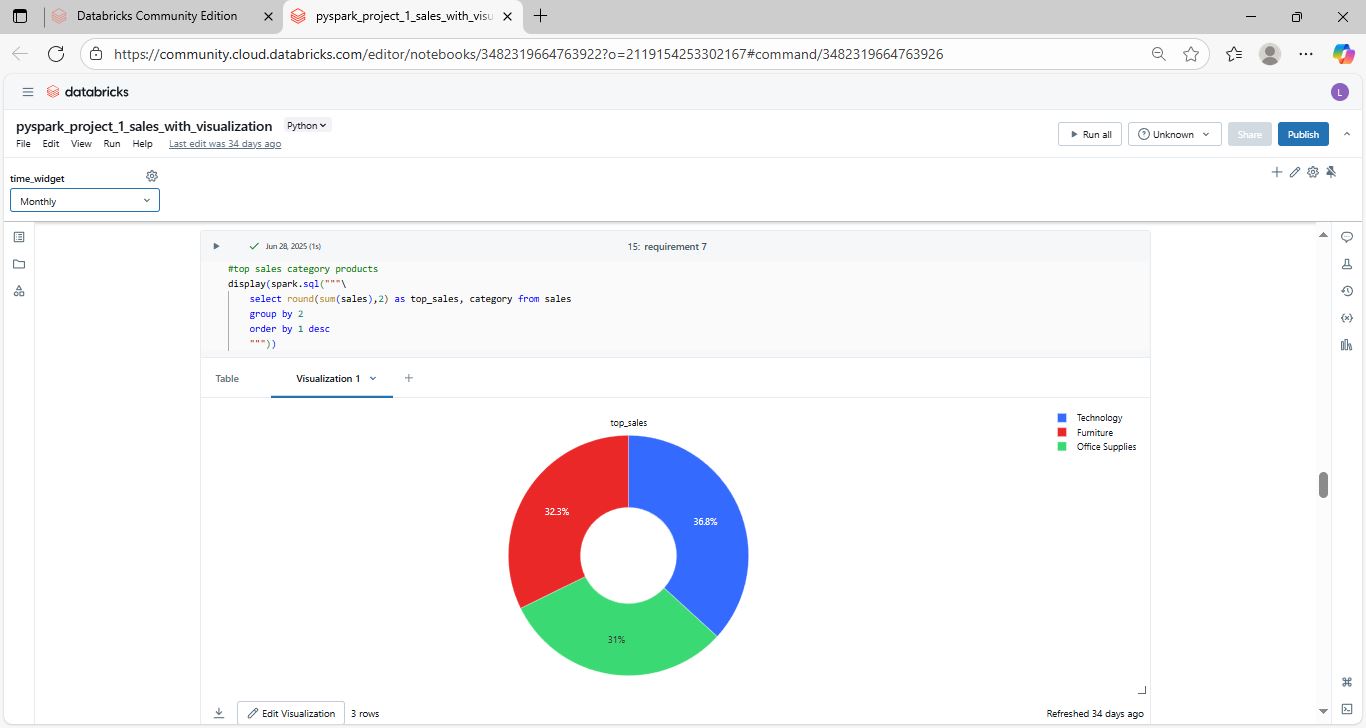 Databricks Community Edition
pyspark_project_1_sales_with_visu
https://community.cloud.databricks.com/editor/notebooks/3482319664763922?o=2119154253302167#command/3482319664763926
databricks
L
pyspark_project_1_sales_with_visualization
Python
File Edit View Run Help Last edit was 34 days ago
Run all
Unknown
Share
Publish
time_widget
Monthly
Jun 28, 2025 (1s)
15: requirement 7
#top sales category products
display(spark.sql("""\
select round(sum(sales),2) as top_sales, category from sales
group by 2
order by 1 desc
"""))
Table
Visualization 1
top_sales
Technology
Furniture
Office Supplies
32.3%
36.8%
31%
Edit Visualization
3 rows
Refreshed 34 days ago